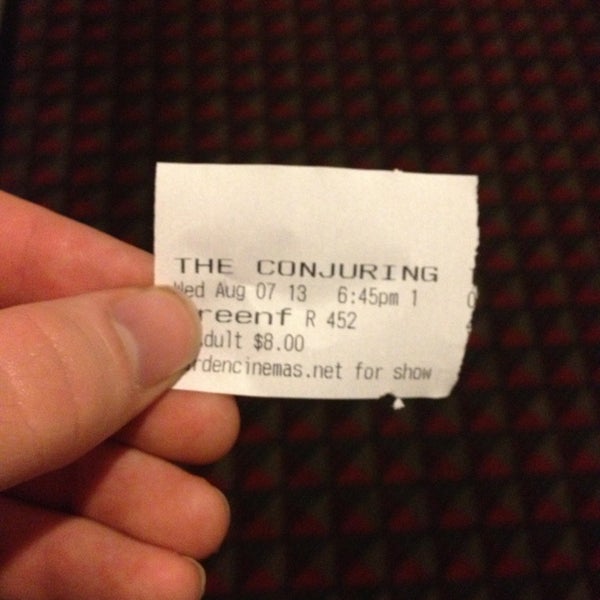 THE CONJURING
Wed Aug 07 13 6:45pm 1
reenf R 452
dult $8.00
rdencinemas.net for show